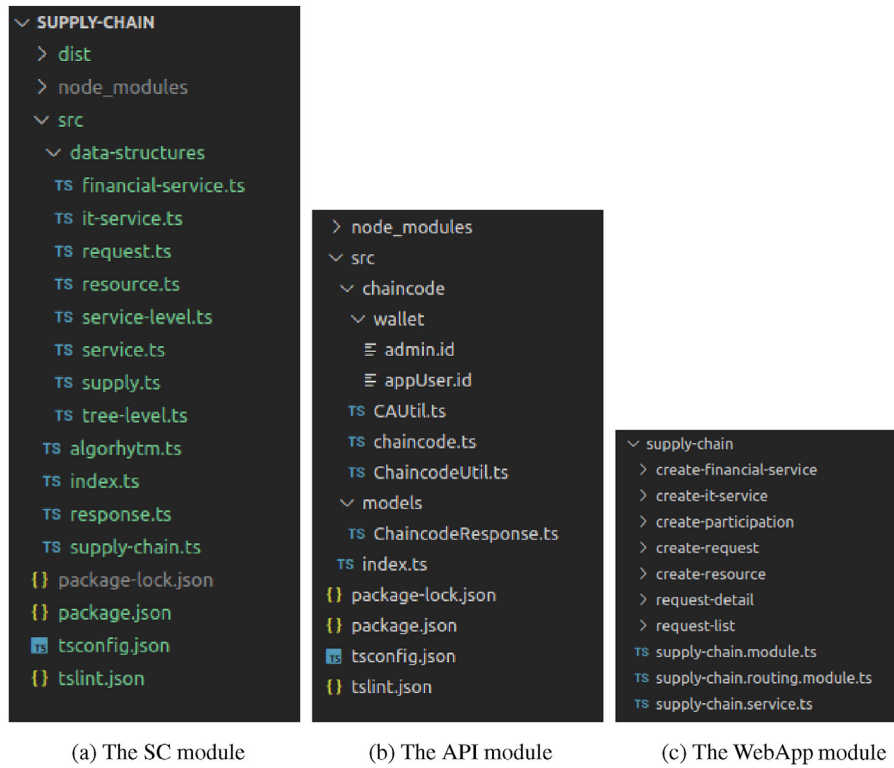 SUPPLY-CHAIN
dist
node_modules
src
data-structures
TS financial-service.ts
TS it-service.ts
TS request.ts
TS resource.ts
TS service-level.ts
TS service.ts
TS supply.ts
TS tree-level.ts
TS algorhytm.ts
TS index.ts
TS response.ts
TS supply-chain.ts
{} package-lock.json
{} package.json
TS tsconfig.json
{} tslint.json
(a) The SC module
node_modules
src
chaincode
wallet
admin.id
appUser.id
TS CAUtil.ts
TS chaincode.ts
TS ChaincodeUtil.ts
models
TS ChaincodeResponse.ts
TS index.ts
{} package-lock.json
{} package.json
TS tsconfig.json
{} tslint.json
(b) The API module
supply-chain
create-financial-service
create-it-service
create-participation
create-request
create-resource
request-detail
request-list
TS supply-chain.module.ts
TS supply-chain.routing.module.ts
TS supply-chain.service.ts
(c) The WebApp module